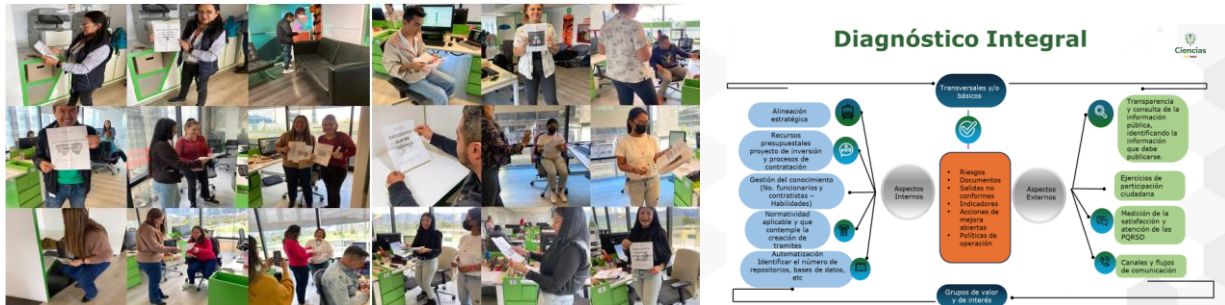 Diagnóstico Integral
Ciencias
Transversales y/o
básicos
Alineación
estratégica
Recursos
presupuestales
proyecto de inversión
y procesos de
contratación
Gestión del conocimiento
(No. funcionarios y
contratistas –
Habilidades)
Normatividad
aplicable y que
contemple la
creación de
tramites
Automatización
Identificar el número de
repositorios, bases de datos,
etc
Aspectos
Internos
• Riesgos
• Documentos
• Salidas no
conformes
• Indicadores
• Acciones de
mejora
abiertas
• Políticas de
operación
Aspectos
Externos
Transparencia
y consulta de la
información
pública,
identificando la
información
que debe
publicarse.
Ejercicios de
participación
ciudadana
Medición de la
satisfacción y
atención de las
PQRSD
Canales y flujos
de comunicación
Grupos de valor
y de interés